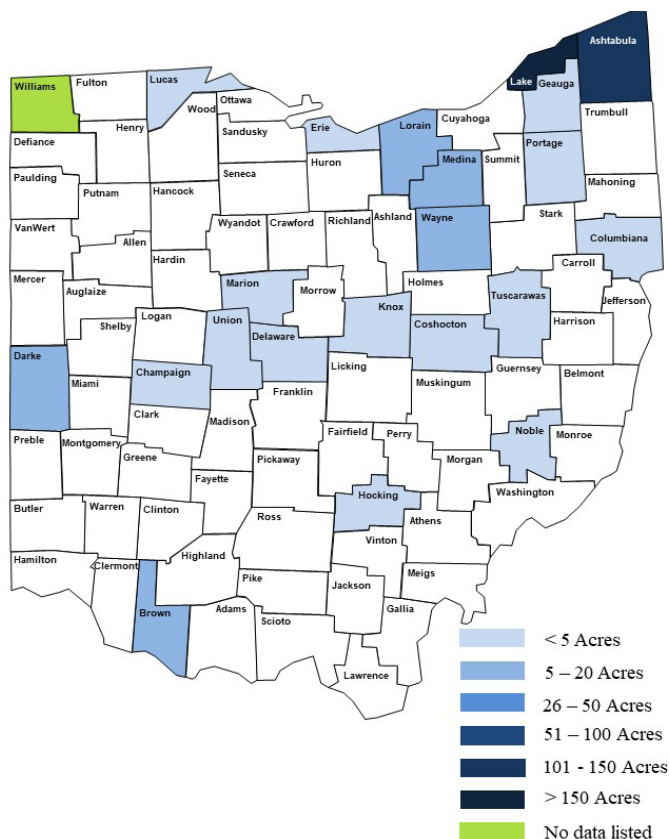 Ashtabula
Lake
Geauga
Williams
Fulton
Lucas
Ottawa
Wood
Cuyahoga
Trumbull
Defiance
Henry
Sandusky
Erie
Lorain
Medina
Summit
Portage
Huron
Paulding
Putnam
Hancock
Seneca
Mahoning
VanWert
Allen
Wyandot
Crawford
Richland
Ashland
Wayne
Stark
Columbiana
Hardin
Carroll
Mercer
Auglaize
Marion
Morrow
Holmes
Tuscarawas
Jefferson
Shelby
Logan
Union
Delaware
Knox
Coshocton
Harrison
Darke
Miami
Champaign
Licking
Muskingum
Guernsey
Belmont
Clark
Madison
Franklin
Preble
Montgomery
Greene
Fairfield
Perry
Noble
Monroe
Pickaway
Morgan
Fayette
Hocking
Washington
Butler
Warren
Clinton
Ross
Athens
Hamilton
Clermont
Highland
Vinton
Meigs
Pike
Jackson
Brown
Adams
Scioto
Gallia
Lawrence
< 5 Acres
5 – 20 Acres
26 – 50 Acres
51 – 100 Acres
101 - 150 Acres
> 150 Acres
No data listed